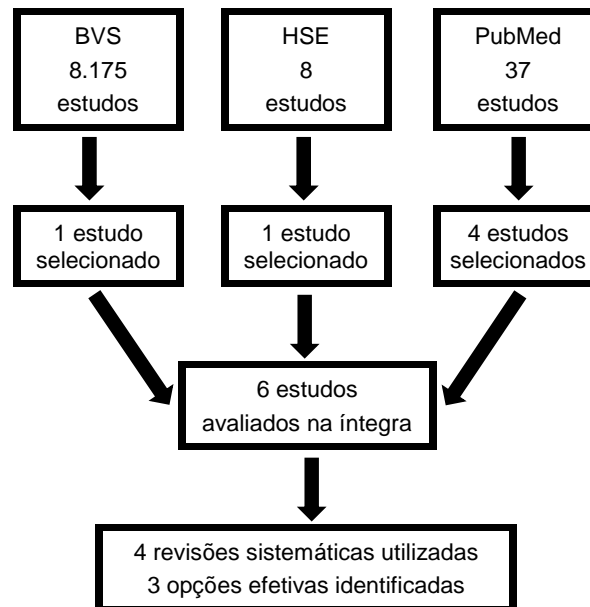 BVS
8.175
estudos
HSE
8
estudos
PubMed
37
estudos
1 estudo
selecionado
1 estudo
selecionado
4 estudos
selecionados
6 estudos
avaliados na íntegra
4 revisões sistemáticas utilizadas
3 opções efetivas identificadas